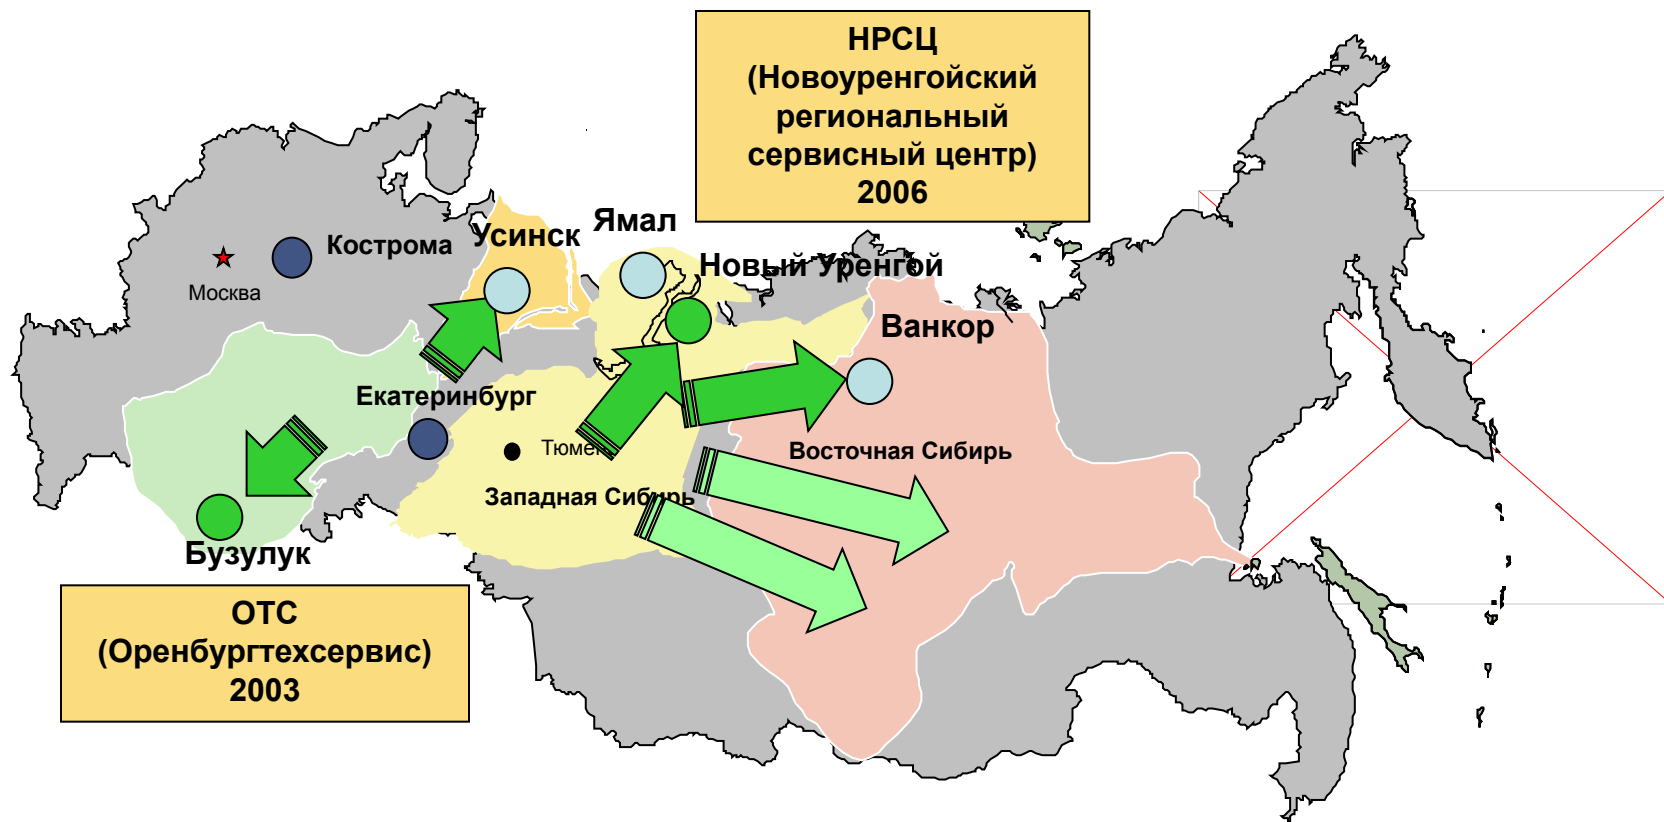 НРСЦ
(Новоуренгойский
региональный
сервисный центр)
2006
Ямал
Усинск
Кострома
Новый Уренгой
Москва
Ванкор
Екатеринбург
Тюмень
Восточная Сибирь
Западная Сибирь
Бузулук
ОТС
(Оренбургтехсервис)
2003